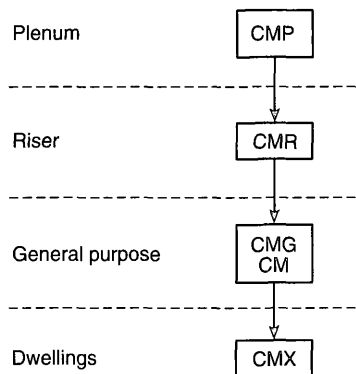 Plenum
CMP
Riser
CMR
General purpose
CMG
CM
Dwellings
CMX